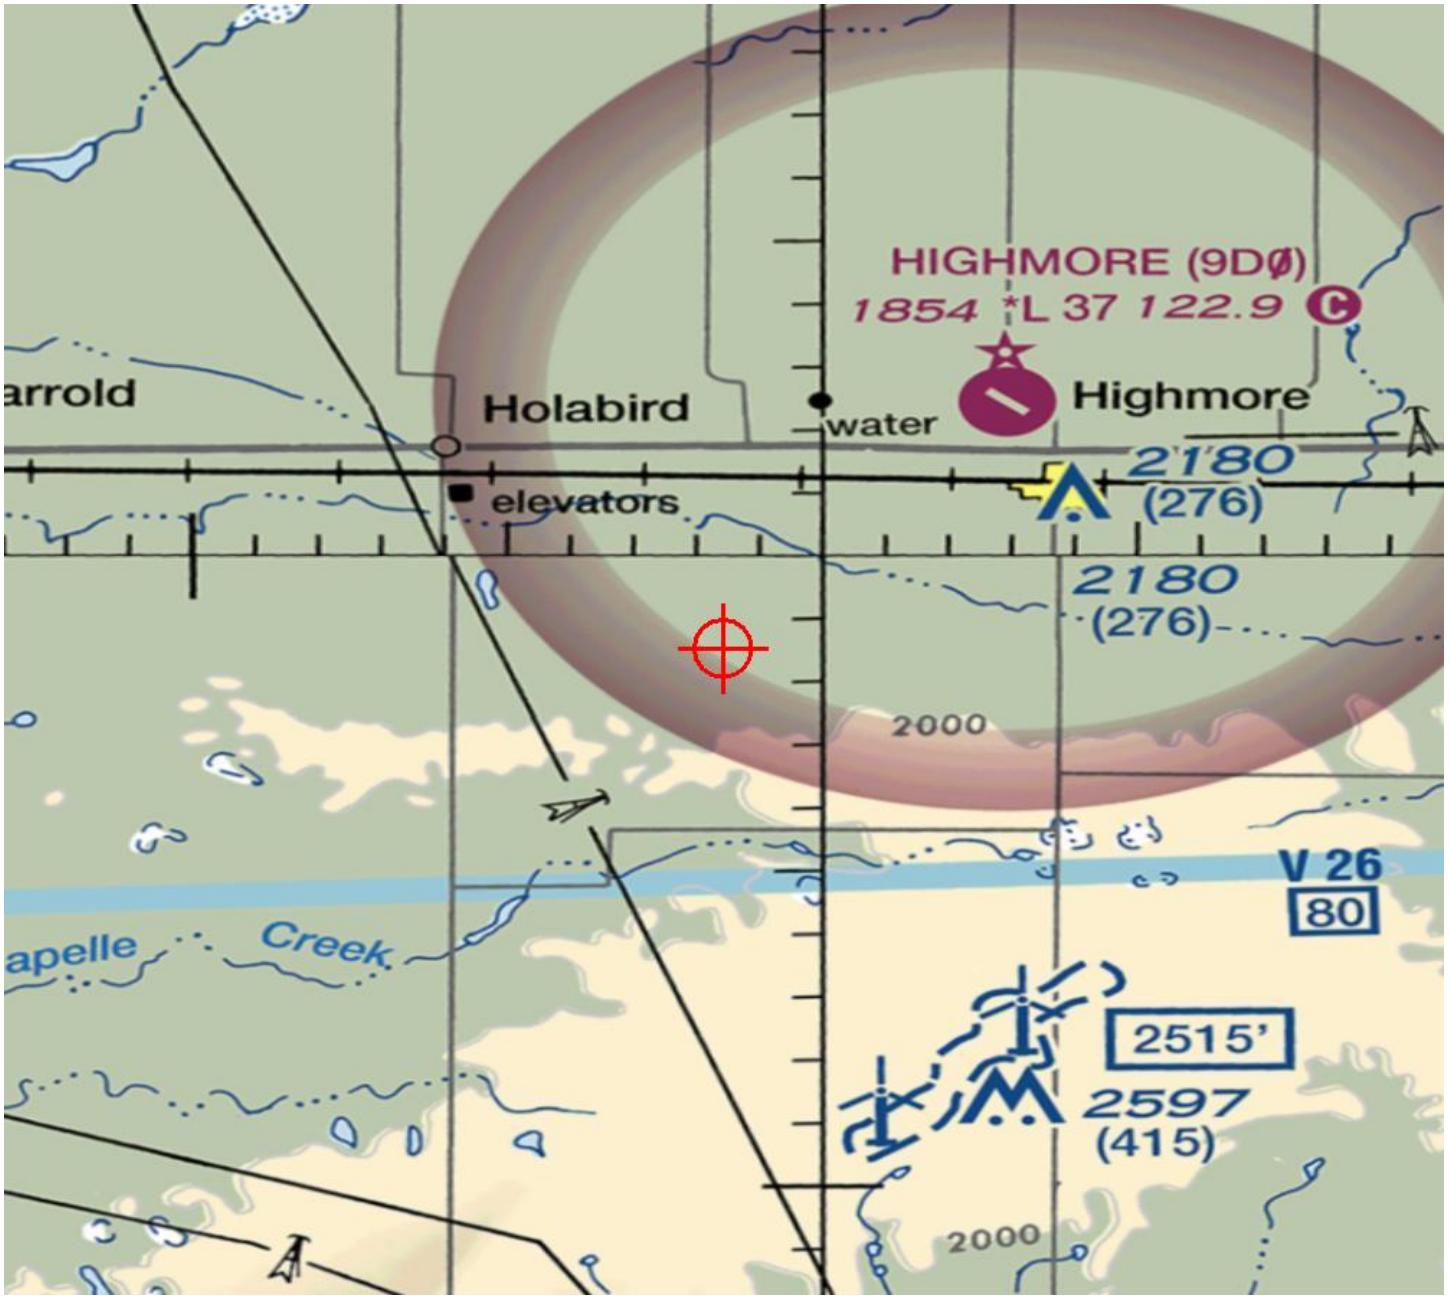 HIGHMORE (9DØ)
1854 *L 37 122.9 C
arrold
Holabird
Highmore
water
2180
(276)
elevators
2180
(276)
2000
V 26
80
apelle Creek
2515'
2597
(415)
2000